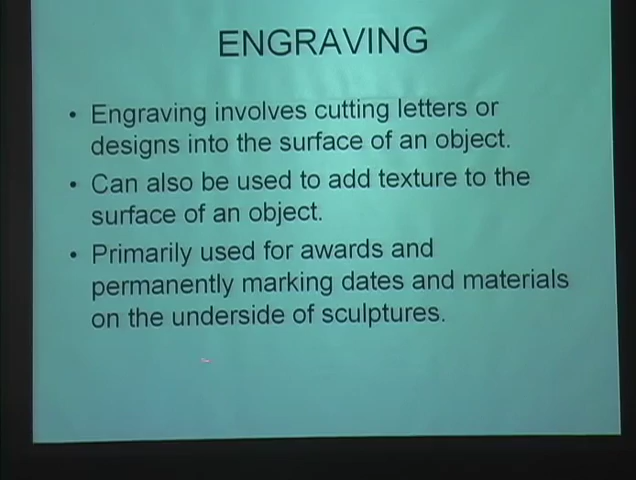 ENGRAVING
• Engraving involves cutting letters or
designs into the surface of an object.
• Can also be used to add texture to the
surface of an object.
• Primarily used for awards and
permanently marking dates and materials
on the underside of sculptures.